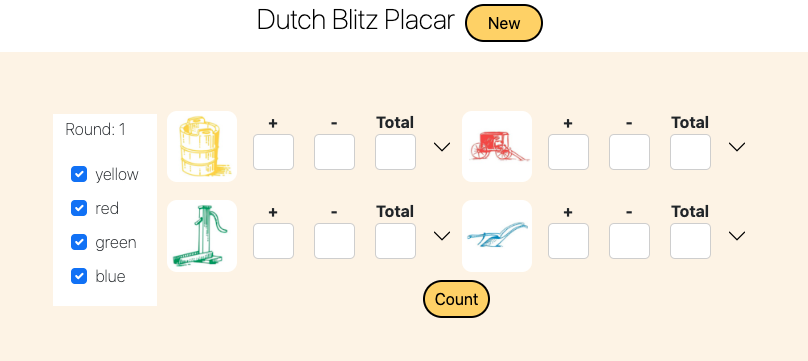 Dutch Blitz Placar New
Round: 1
yellow
red
green
blue
+ - Total
+ - Total
+ - Total
+ - Total
Count